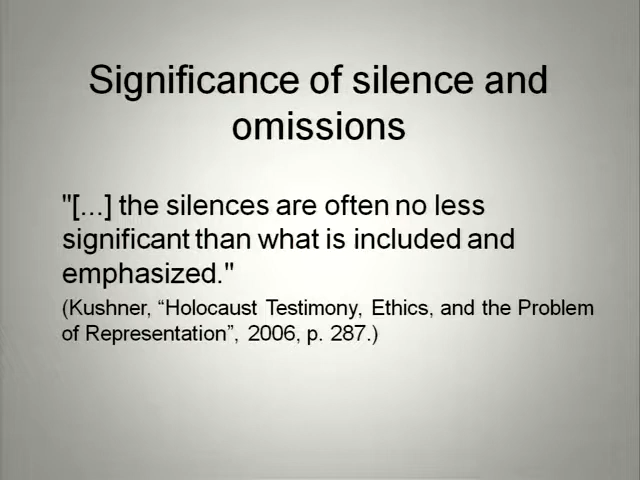 Significance of silence and
omissions
"[...] the silences are often no less
significant than what is included and
emphasized."
(Kushner, “Holocaust Testimony, Ethics, and the Problem
of Representation”, 2006, p. 287.)